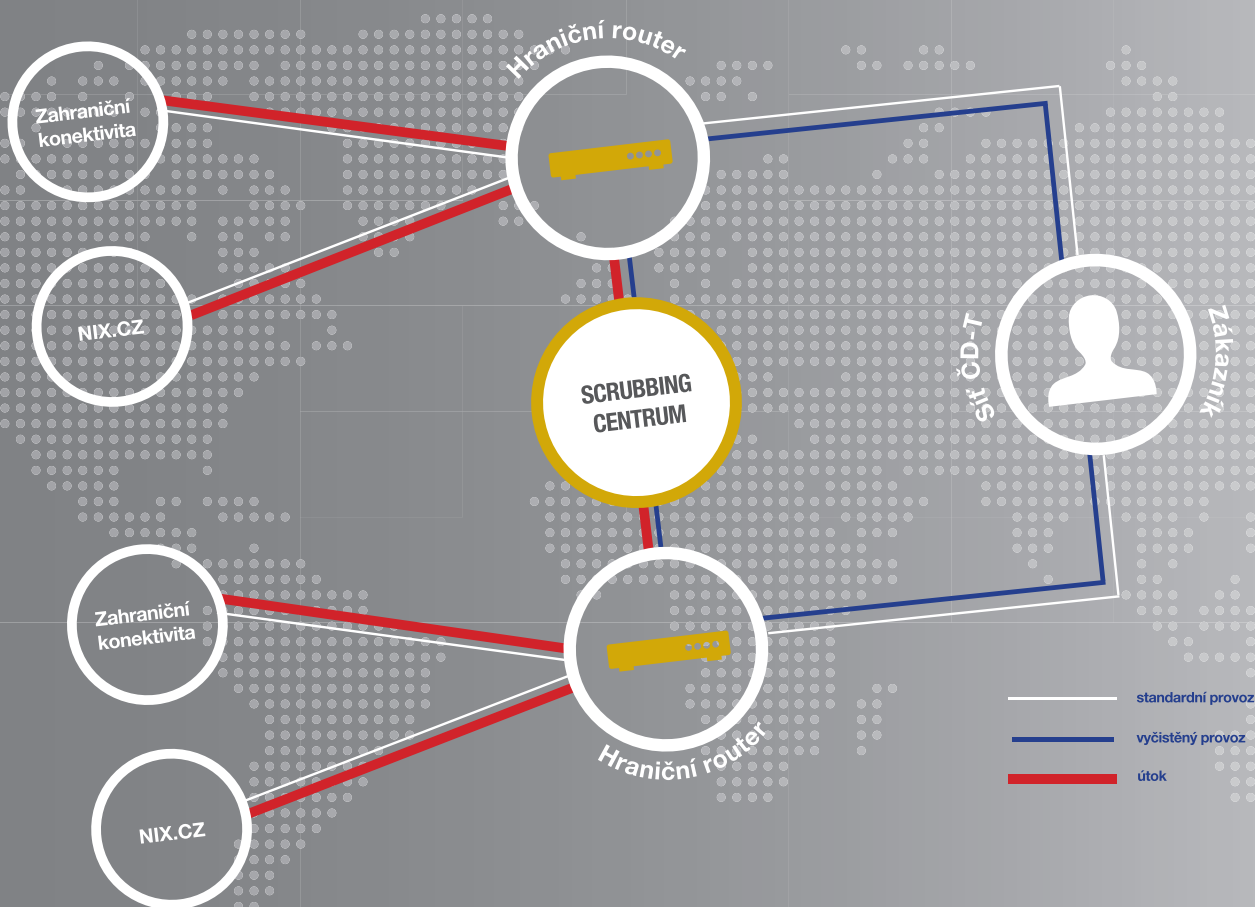 Hraniční router
Zahraniční
konektivita
NIX.CZ
SCRUBBING
CENTRUM
Síť ČD-T
Zákazník
Zahraniční
konektivita
Hraniční router
NIX.CZ
standardní provoz
vyčistěný provoz
útok